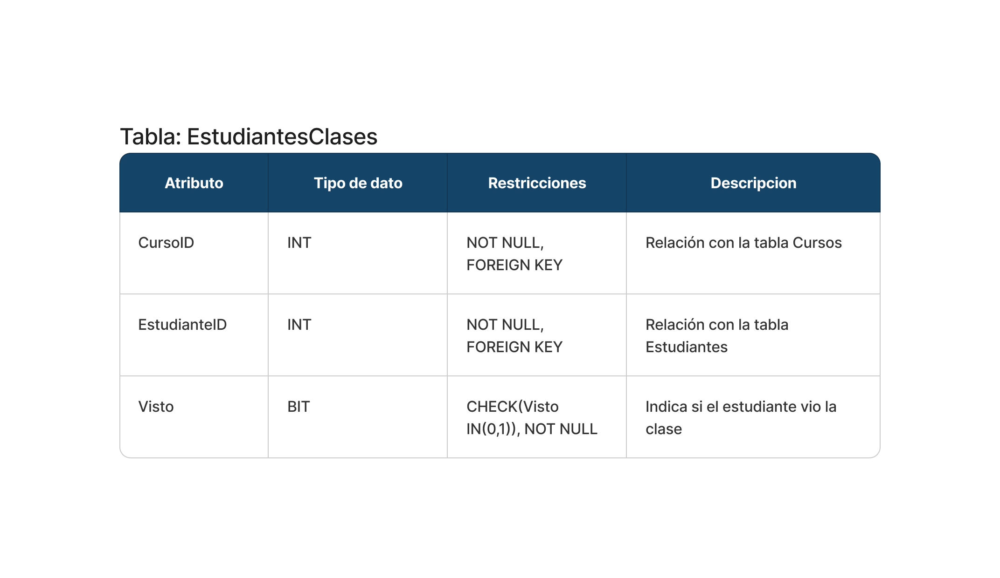 Tabla: EstudiantesClases
Atributo Tipo de dato Restricciones Descripcion
CursoID INT NOT NULL, Relación con la tabla Cursos
FOREIGN KEY
EstudianteID INT NOT NULL, Relación con la tabla
FOREIGN KEY Estudiantes
Visto BIT CHECK(Visto Indica si el estudiante vio la
IN(0,1)), NOT NULL clase